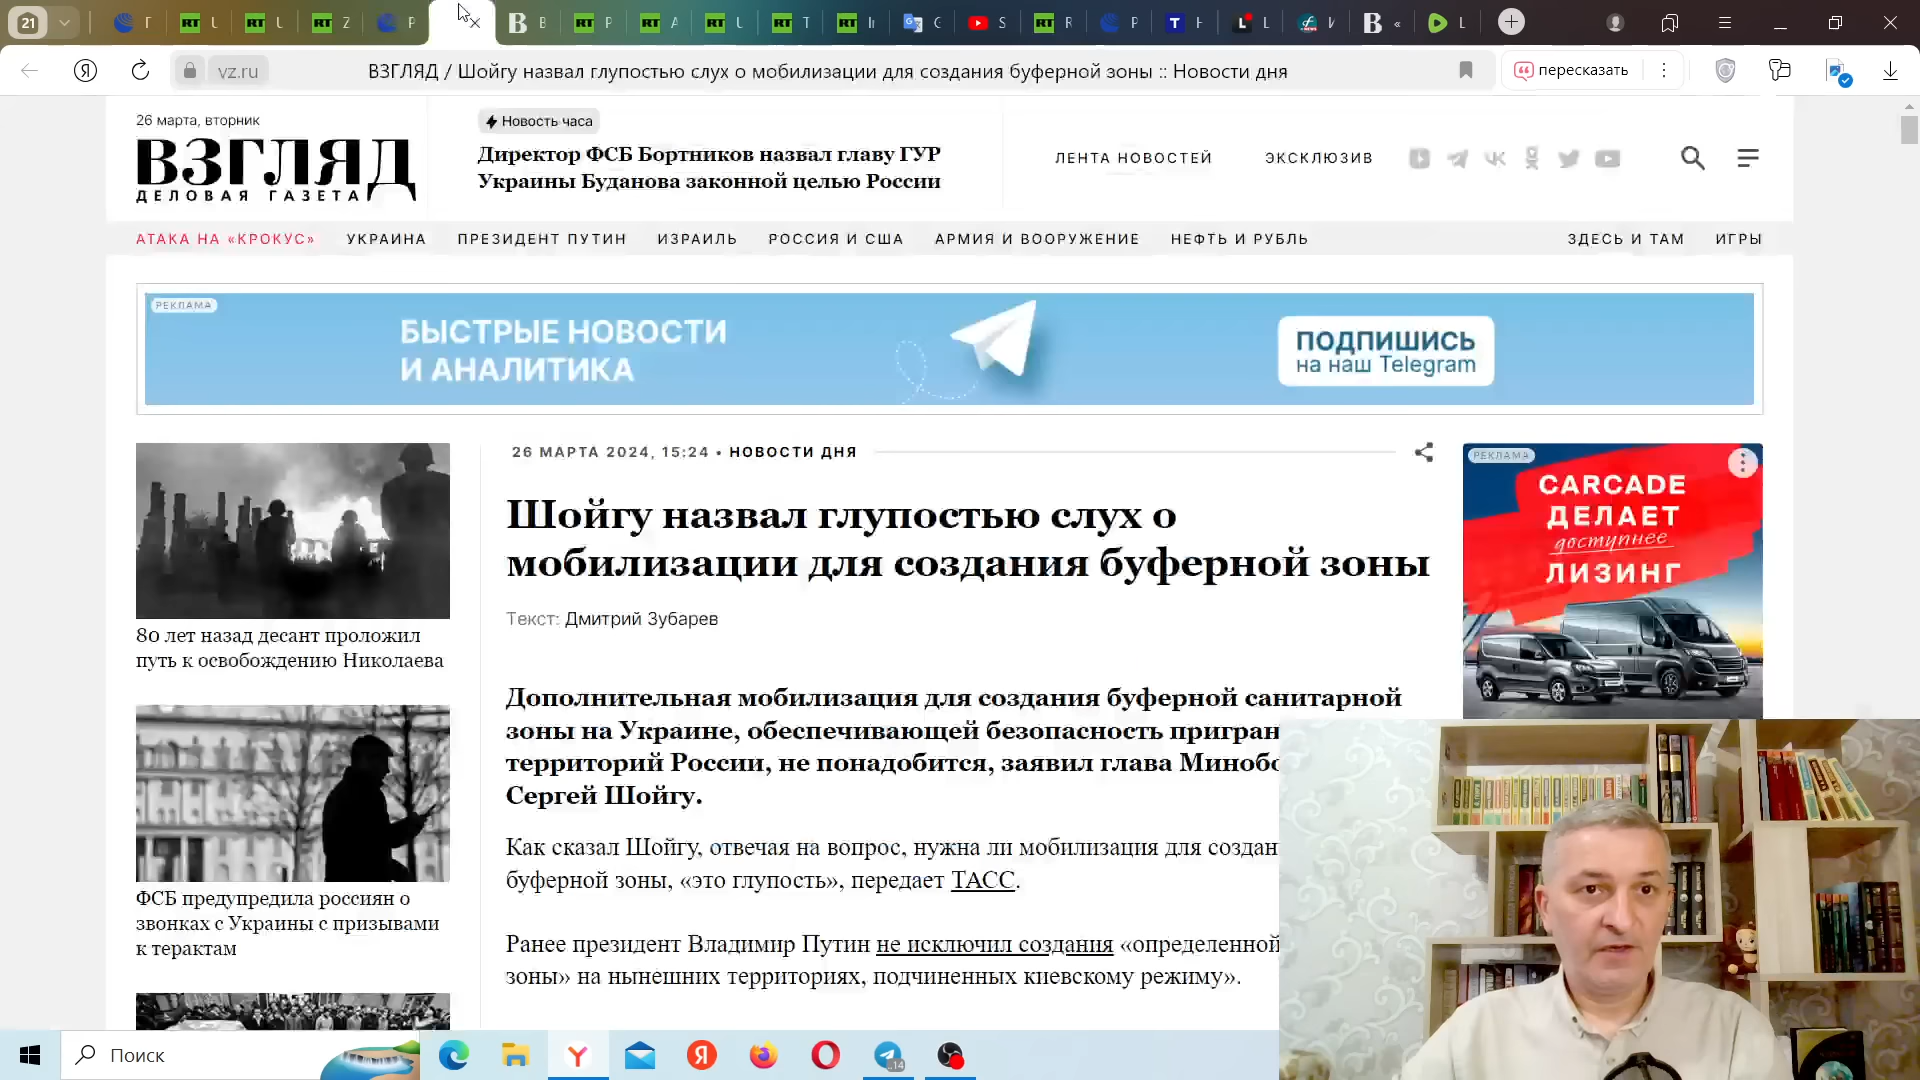 21
vz.ru
ВЗГЛЯД / Шойгу назвал глупостью слух о мобилизации для создания буферной зоны :: Новости дня
пересказать
26 марта, вторник
ВЗГЛЯД
ДЕЛОВАЯ ГАЗЕТА
Новость часа
Директор ФСБ Бортников назвал главу ГУР
Украины Буданова законной целью России
ЛЕНТА НОВОСТЕЙ
ЭКСКЛЮЗИВ
АТАКА НА «КРОКУС» УКРАИНА ПРЕЗИДЕНТ ПУТИН ИЗРАИЛЬ РОССИЯ И США АРМИЯ И ВООРУЖЕНИЕ НЕФТЬ И РУБЛЬ ЗДЕСЬ И ТАМ ИГРЫ
РЕКЛАМА
БЫСТРЫЕ НОВОСТИ
И АНАЛИТИКА
ПОДПИШИСЬ
на наш Telegram
80 лет назад десант проложил
путь к освобождению Николаева
ФСБ предупредила россиян о
звонках с Украины с призывами
к терактам
26 МАРТА 2024, 15:24 • НОВОСТИ ДНЯ
Шойгу назвал глупостью слух о
мобилизации для создания буферной зоны
Текст: Дмитрий Зубарев
Дополнительная мобилизация для создания буферной санитарной
зоны на Украине, обеспечивающей безопасность приграни
территорий России, не понадобится, заявил глава Минобо
Сергей Шойгу.
Как сказал Шойгу, отвечая на вопрос, нужна ли мобилизация для создан
буферной зоны, «это глупость», передает ТАСС.
Ранее президент Владимир Путин не исключил создания «определенной
зоны» на нынешних территориях, подчиненных киевскому режиму».
РЕКЛАМА
CARCADE
ДЕЛАЕТ
доступнее
ЛИЗИНГ
Поиск